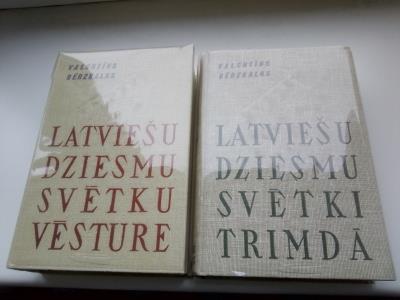 VALENTĪNS
BĒRZKALNS
LATVIEŠU
DZIESMU
SVĒTKU
VĒSTURE
VALENTĪNS
BĒRZKALNS
LATVIEŠU
DZIESMU
SVĒTKI
TRIMDĀ